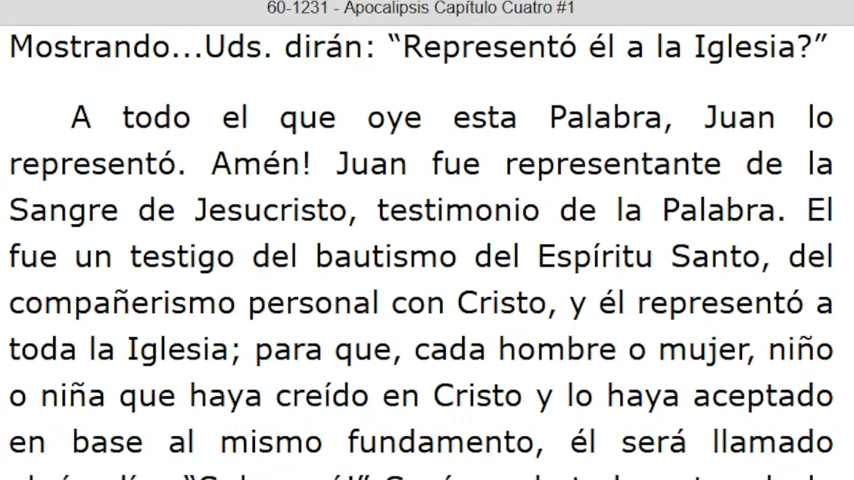 60-1231 - Apocalipsis Capítulo Cuatro #1
Mostrando...Uds. dirán: “Representó él a la Iglesia?”
A todo el que oye esta Palabra, Juan lo
representó. Amén! Juan fue representante de la
Sangre de Jesucristo, testimonio de la Palabra. El
fue un testigo del bautismo del Espíritu Santo, del
compañerismo personal con Cristo, y él representó a
toda la Iglesia; para que, cada hombre o mujer, niño
o niña que haya creído en Cristo y lo haya aceptado
en base al mismo fundamento, él será llamado